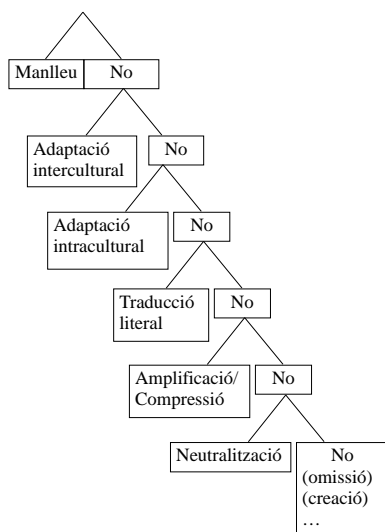 Manlleu
No
Adaptació
intercultural
No
Adaptació
intracultural
No
Traducció
literal
No
Amplificació/
Compressió
No
Neutralització
No
(omissió)
(creació)
…